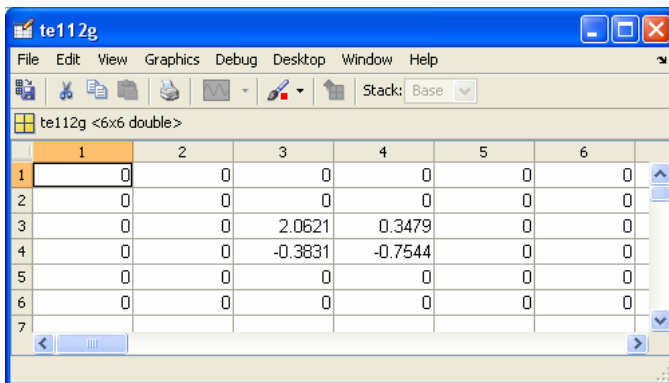 te112g
File Edit View Graphics Debug Desktop Window Help
Stack: Base
te112g <6x6 double>
1 2 3 4 5 6
1 0 0 0 0 0 0
2 0 0 0 0 0 0
3 0 0 2.0621 0.3479 0 0
4 0 0 -0.3831 -0.7544 0 0
5 0 0 0 0 0 0
6 0 0 0 0 0 0
7